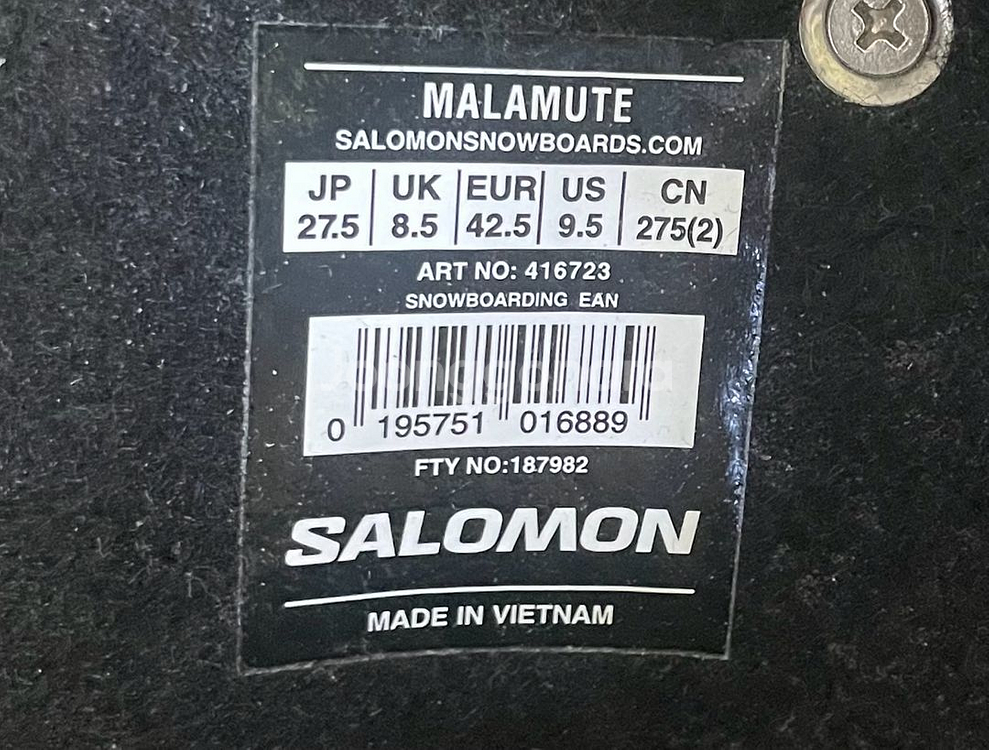 MALAMUTE
SALOMONSNOWBOARDS.COM
JP UK EUR US CN
27.5 8.5 42.5 9.5 275(2)
ART NO: 416723
SNOWBOARDING EAN
0 195751 016889
FTY NO:187982
SALOMON
MADE IN VIETNAM